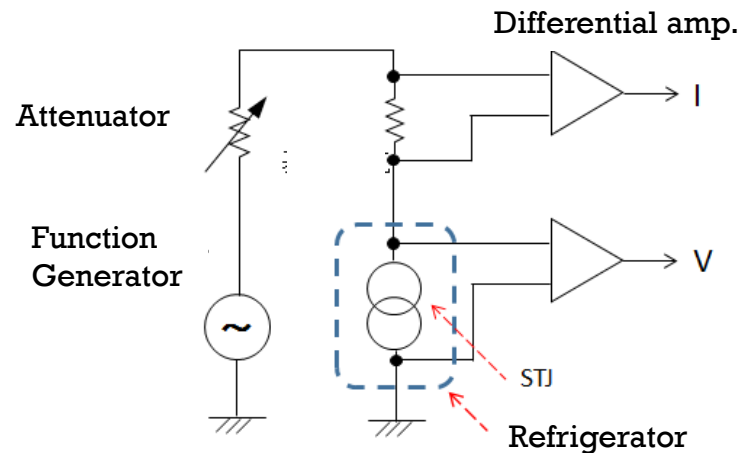 Differential amp.
I
Attenuator
Function
Generator
~
V
STJ
Refrigerator